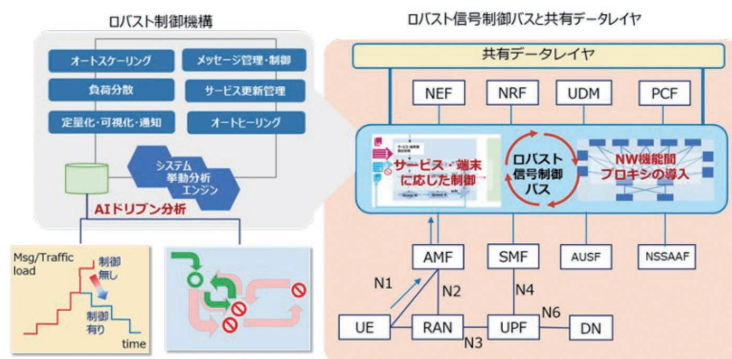 ロバスト制御機構
オートスケーリング
メッセージ管理・制御
負荷分散
サービス更新管理
定量化・可視化・通知
オートヒーリング
システム
挙動分析
エンジン
AIドリブン分析
Msg/Traffic
load
制御
無し
制御
有り
time
ロバスト信号制御バスと共有データレイヤ
共有データレイヤ
NEF
NRF
UDM
PCF
サービス・端末
に応じた制御
ロバスト
信号制御
バス
NW機能間
プロキシの導入
AMF
SMF
AUSF
NSSAAF
N1
N2
N4
N6
UE
RAN
UPF
DN
N3